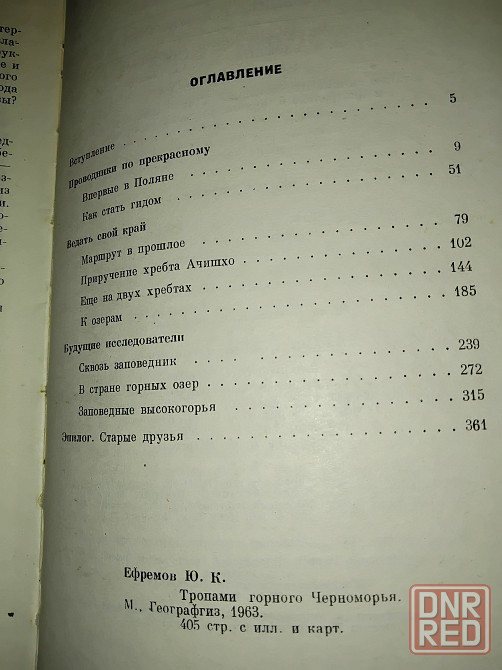 ОГЛАВЛЕНИЕ
Вступление . . . . . . . . . . . . . . . . 5
Проводники по прекрасному
Впервые в Поляне . . . . . . . . . . . . . 9
Как стать гидом . . . . . . . . . . . . . . 51
Ведать свой край
Маршрут в прошлое . . . . . . . . . . . . . 79
Приручение хребта Ачишхо . . . . . . . . . . 102
Еще на двух хребтах . . . . . . . . . . . . 144
К озерам . . . . . . . . . . . . . . . . . 185
Будущие исследователи
Сквозь заповедник . . . . . . . . . . . . . 239
В стране горных озер . . . . . . . . . . . . 272
Заповедные высокогорья . . . . . . . . . . . 315
Эпилог. Старые друзья . . . . . . . . . . . 361
Ефремов Ю. К.
Тропами горного Черноморья.
М., Географгиз, 1963.
405 стр. с илл. и карт.
DNR
RED